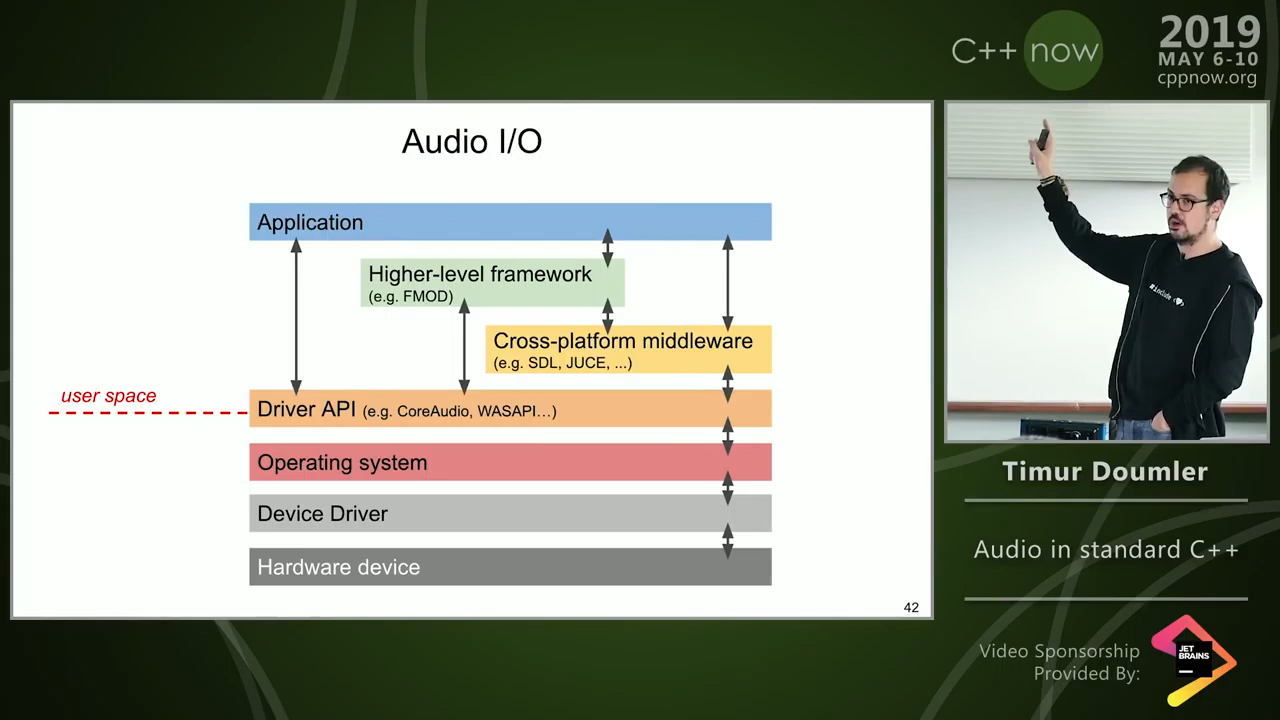 C++ now
2019
MAY 6-10
cppnow.org
Audio I/O
Application
Higher-level framework
(e.g. FMOD)
Cross-platform middleware
(e.g. SDL, JUCE, ...)
user space
Driver API (e.g. CoreAudio, WASAPI…)
Operating system
Device Driver
Hardware device
42
#include <♥>
Timur Doumler
Audio in standard C++
Video Sponsorship
Provided By:
JET
BRAINS